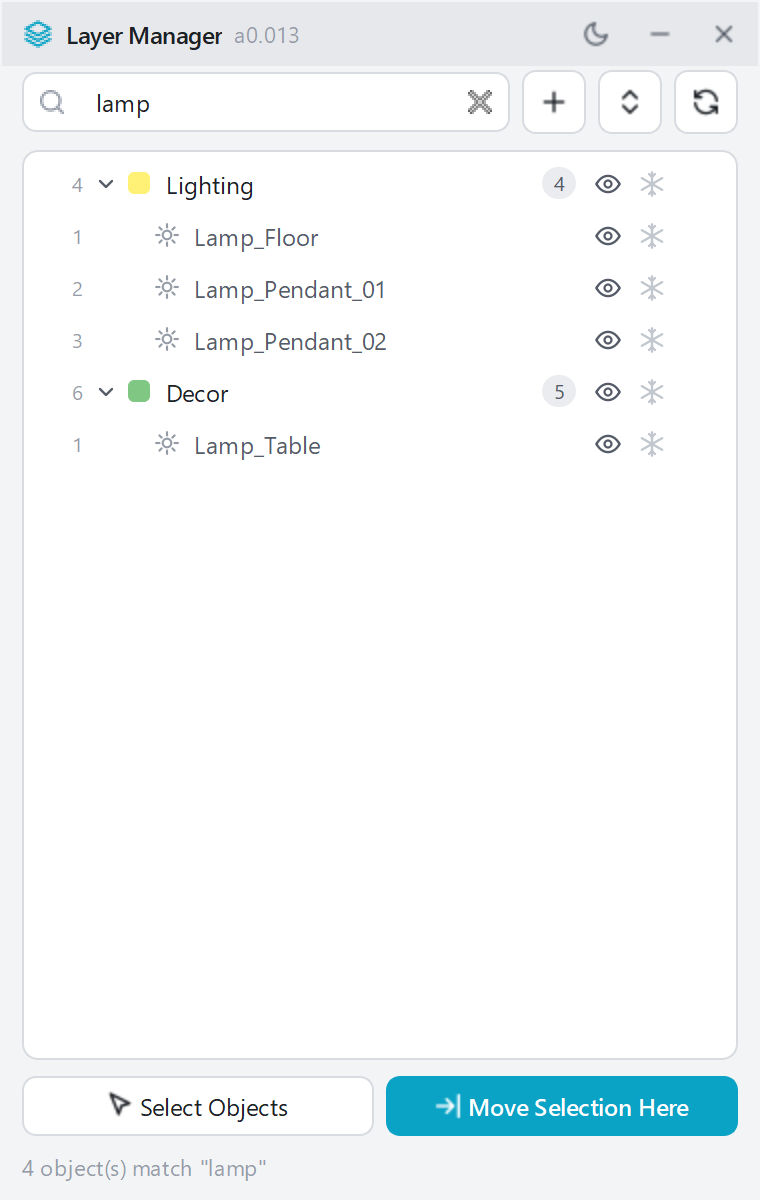 Layer Manager a0.013
lamp
4 Lighting 4
1 Lamp_Floor
2 Lamp_Pendant_01
3 Lamp_Pendant_02
6 Decor 5
1 Lamp_Table
Select Objects
Move Selection Here
4 object(s) match "lamp"